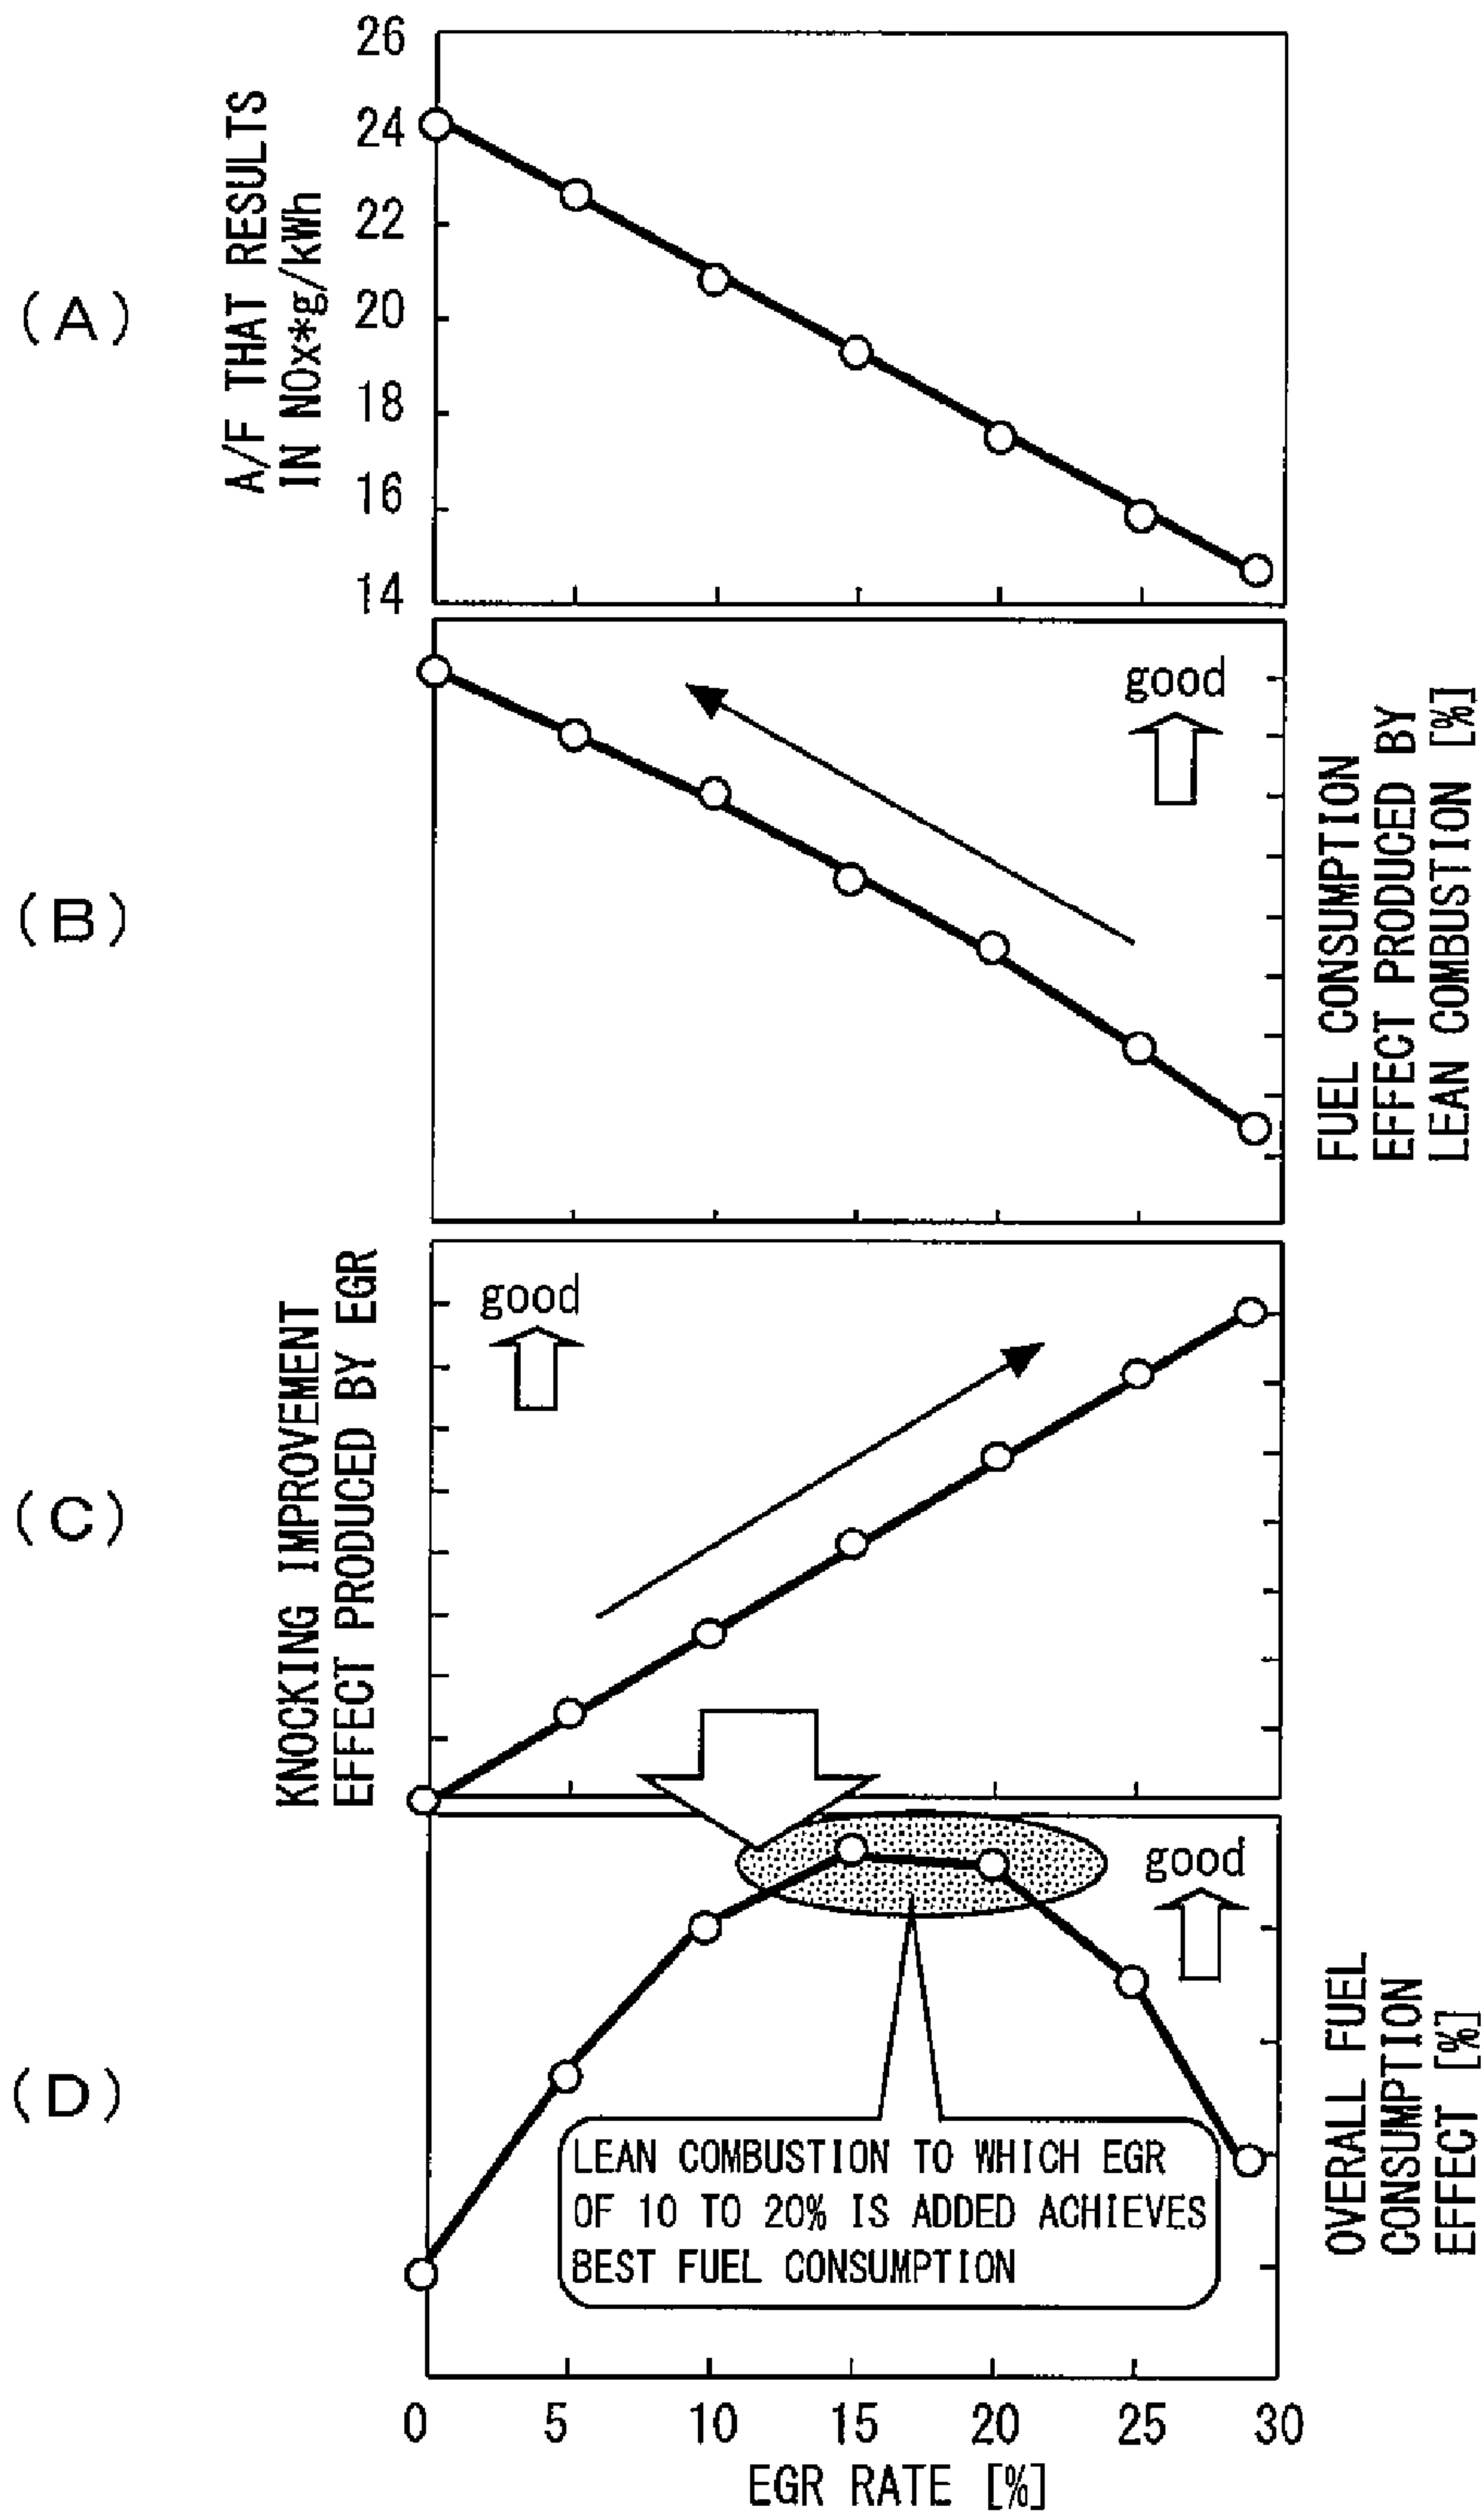 (A)
A/F THAT RESULTS
IN NOx**g/kWh
26
24
22
20
18
16
14
(B)
good
FUEL CONSUMPTION
EFFECT PRODUCED BY
LEAN COMBUSTION [%]
(C)
KNOCKING IMPROVEMENT
EFFECT PRODUCED BY EGR
good
(D)
good
OVERALL FUEL
CONSUMPTION
EFFECT [%]
LEAN COMBUSTION TO WHICH EGR
OF 10 TO 20% IS ADDED ACHIEVES
BEST FUEL CONSUMPTION
0 5 10 15 20 25 30
EGR RATE [%]